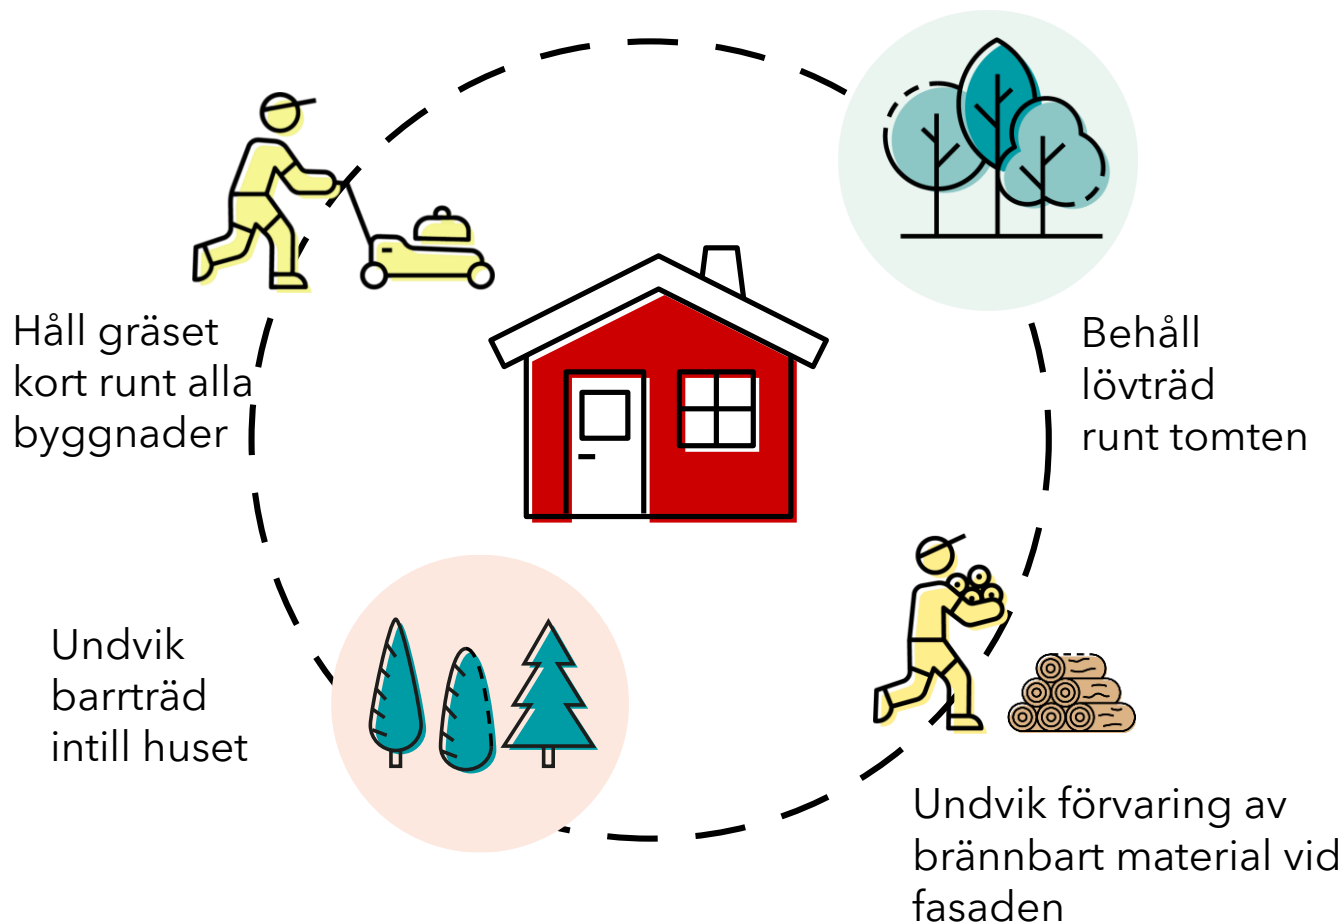 Håll gräset
kort runt alla
byggnader
Behåll
lövträd
runt tomten
Undvik
barrträd
intill huset
Undvik förvaring av
brännbart material vid
fasaden